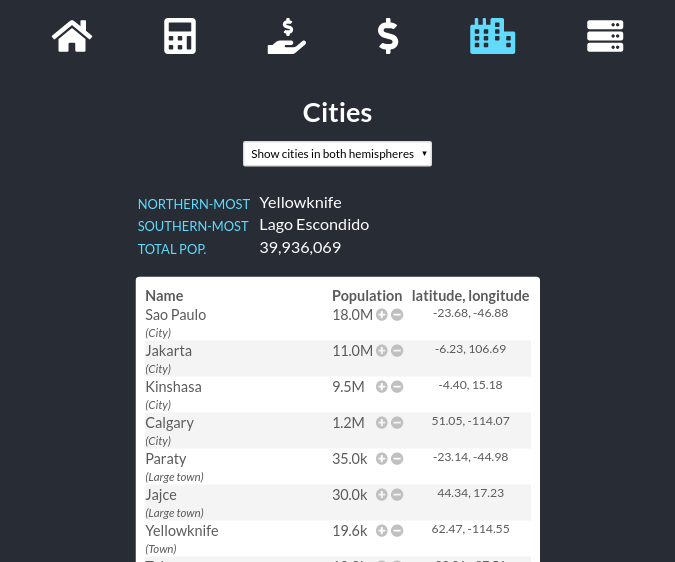 Cities
Show cities in both hemispheres
NORTHERN-MOST Yellowknife
SOUTHERN-MOST Lago Escondido
TOTAL POP. 39,936,069
Name Population latitude, longitude
Sao Paulo 18.0M -23.68, -46.88
(City)
Jakarta 11.0M -6.23, 106.69
(City)
Kinshasa 9.5M -4.40, 15.18
(City)
Calgary 1.2M 51.05, -114.07
(City)
Paraty 35.0k -23.14, -44.98
(Large town)
Jajce 30.0k 44.34, 17.23
(Large town)
Yellowknife 19.6k 62.47, -114.55
(Town)